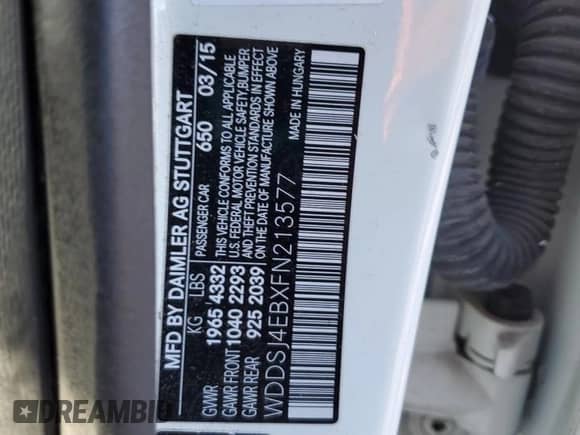 MFD BY DAIMLER AG STUTTGART
KG LBS PASSENGER CAR 650 03/15
GVWR 1965 4332 THIS VEHICLE CONFORMS TO ALL APPLICABLE
GAWR FRONT 1040 2293 U.S. FEDERAL MOTOR VEHICLE SAFETY, BUMPER
GAWR REAR 925 2039 AND THEFT PREVENTION STANDARDS IN EFFECT
ON THE DATE OF MANUFACTURE SHOWN ABOVE
WDDSJ4EBXFN213577 MADE IN HUNGARY
DREAMBID